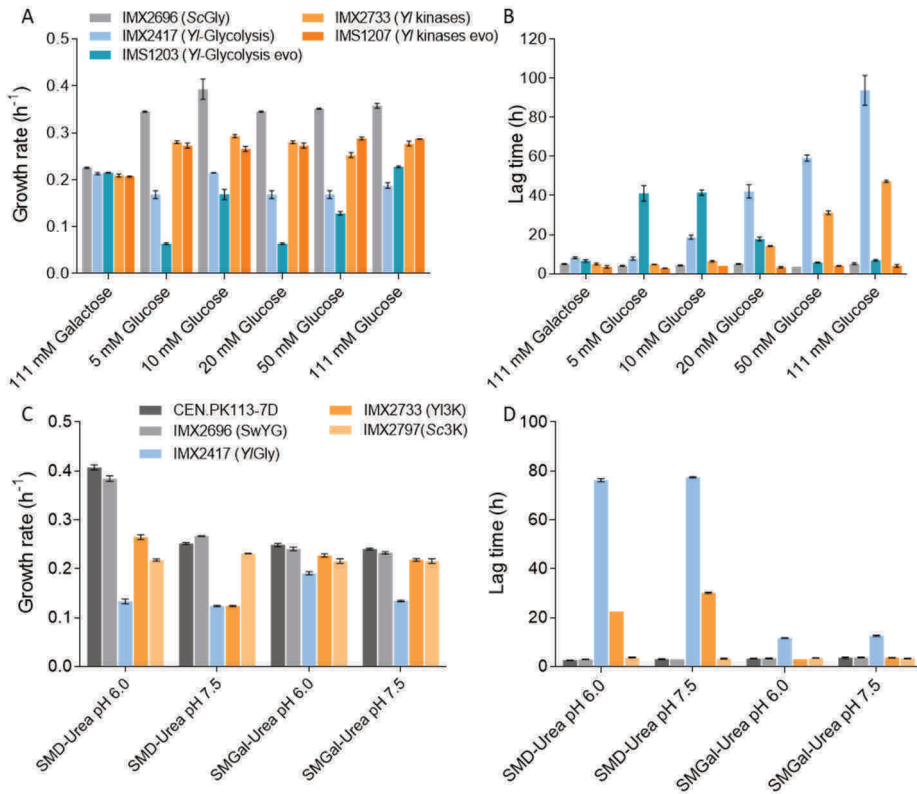 A
IMX2696 (ScGly)
IMX2417 (Yl-Glycolysis)
IMS1203 (Yl-Glycolysis evo)
IMX2733 (Yl kinases)
IMS1207 (Yl kinases evo)
Growth rate (h⁻¹)
0.5
0.4
0.3
0.2
0.1
0.0
111 mM Galactose
5 mM Glucose
10 mM Glucose
20 mM Glucose
50 mM Glucose
111 mM Glucose
B
Lag time (h)
120
100
80
60
40
20
0
111 mM Galactose
5 mM Glucose
10 mM Glucose
20 mM Glucose
50 mM Glucose
111 mM Glucose
C
CEN.PK113-7D
IMX2696 (SwYG)
IMX2417 (YlGly)
IMX2733 (Yl3K)
IMX2797(Sc3K)
Growth rate (h⁻¹)
0.5
0.4
0.3
0.2
0.1
0.0
SMD-Urea pH 6.0
SMD-Urea pH 7.5
SMGal-Urea pH 6.0
SMGal-Urea pH 7.5
D
Lag time (h)
100
80
60
40
20
0
SMD-Urea pH 6.0
SMD-Urea pH 7.5
SMGal-Urea pH 6.0
SMGal-Urea pH 7.5